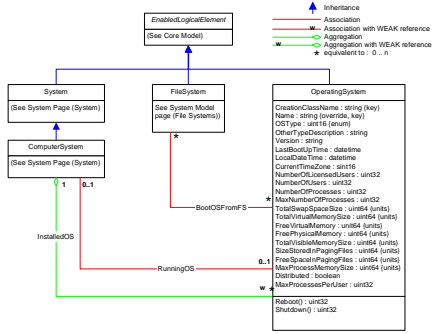 Inheritance
Association
w Association with WEAK reference
Aggregation
w Aggregation with WEAK reference
* equivalent to : 0 .. n
EnabledLogicalElement
(See Core Model)
System
(See System Page (System)
FileSystem
See System Model
page (File Systems))
OperatingSystem
CreationClassName : string {key}
Name : string {override, key}
OSType : uint16 {enum}
OtherTypeDescription : string
Version : string
LastBootUpTime : datetime
LocalDateTime : datetime
CurrentTimeZone : sint16
NumberOfLicensedUsers : uint32
NumberOfUsers : uint32
NumberOfProcesses : uint32
MaxNumberOfProcesses : uint32
TotalSwapSpaceSize : uint64 {units}
TotalVirtualMemorySize : uint64 {units}
FreeVirtualMemory : uint64 {units}
FreePhysicalMemory : uint64 {units}
TotalVisibleMemorySize : uint64 {units}
SizeStoredInPagingFiles : uint64 {units}
FreeSpaceInPagingFiles : uint64 {units}
MaxProcessMemorySize : uint64 {units}
Distributed : boolean
MaxProcessesPerUser : uint32
Reboot() : uint32
Shutdown() : uint32
ComputerSystem
(See System Page (System)
1
0..1
*
BootOSFromFS
*
InstalledOS
RunningOS
0..1
w *